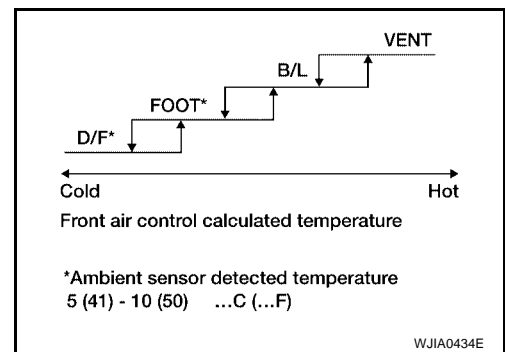 VENT
B/L
FOOT*
D/F*
Cold Hot
Front air control calculated temperature
*Ambient sensor detected temperature
5 (41) - 10 (50) ...C (...F)
WJIA0434E